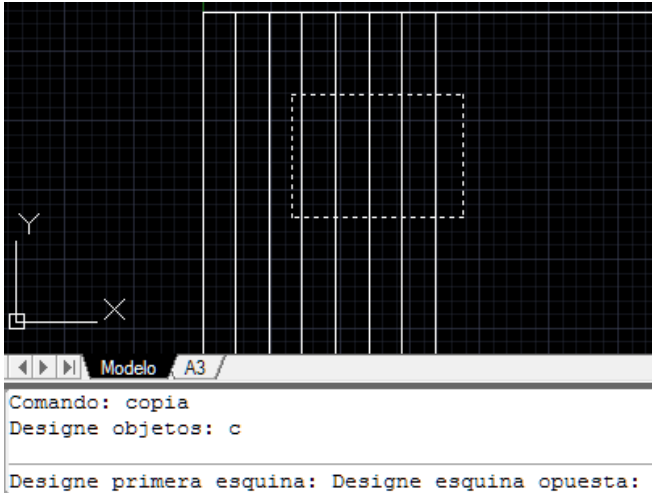 Y
X
Modelo A3
Comando: copia
Designe objetos: c
Designe primera esquina: Designe esquina opuesta: